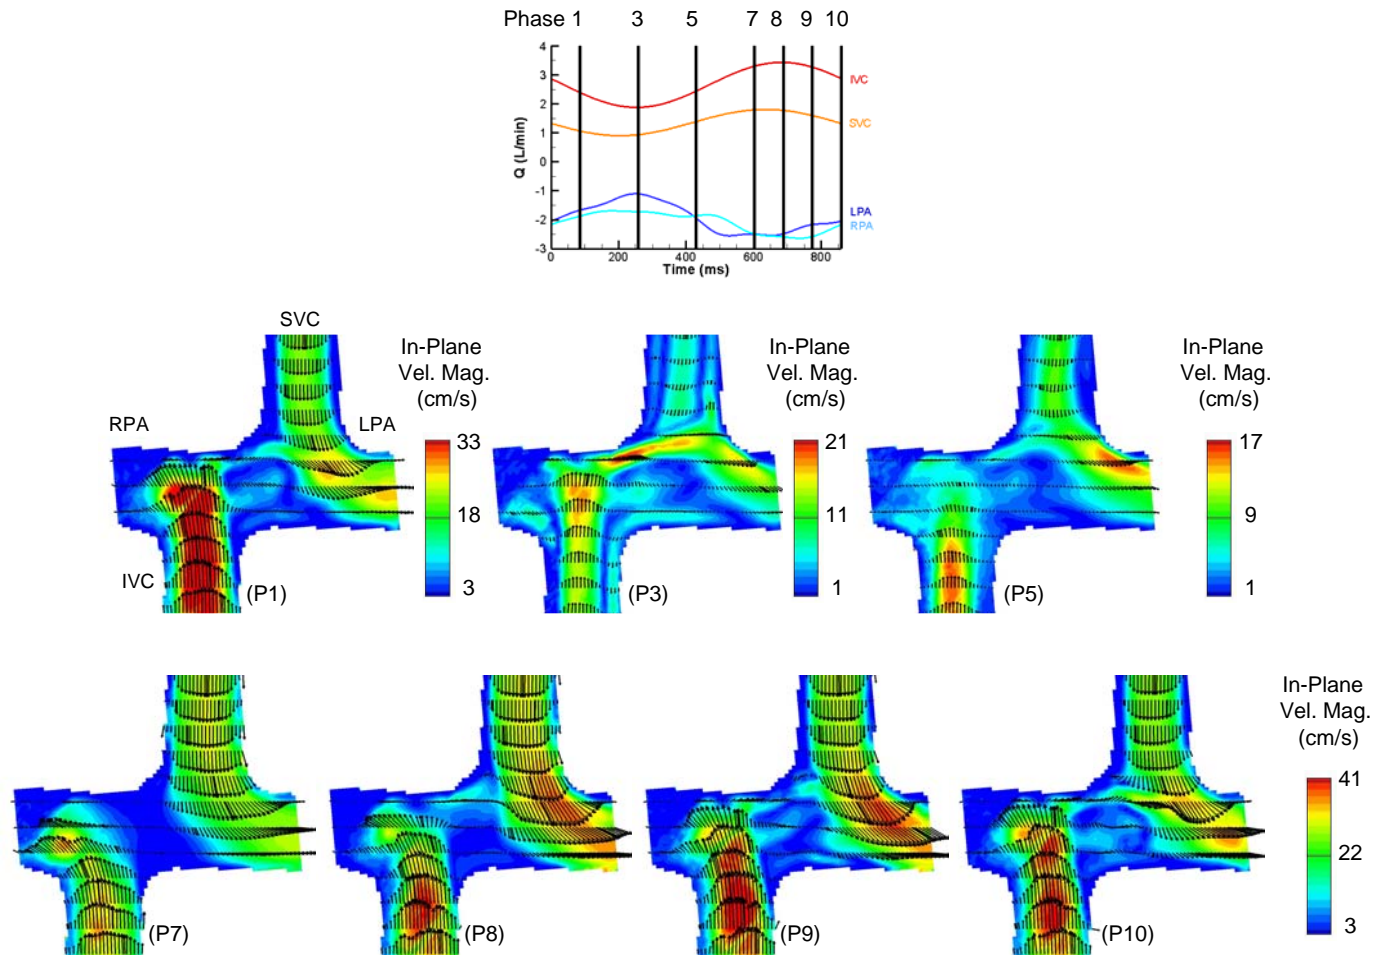 Phase 1 3 5 7 8 9 10
4
3
2
1
0
-1
-2
-3
Q (L/min)
IVC
SVC
LPA
RPA
0 200 400 600 800
Time (ms)
SVC
RPA
LPA
IVC
(P1)
In-Plane
Vel. Mag.
(cm/s)
33
18
3
(P3)
In-Plane
Vel. Mag.
(cm/s)
21
11
1
(P5)
In-Plane
Vel. Mag.
(cm/s)
17
9
1
(P7)
(P8)
(P9)
(P10)
In-Plane
Vel. Mag.
(cm/s)
41
22
3